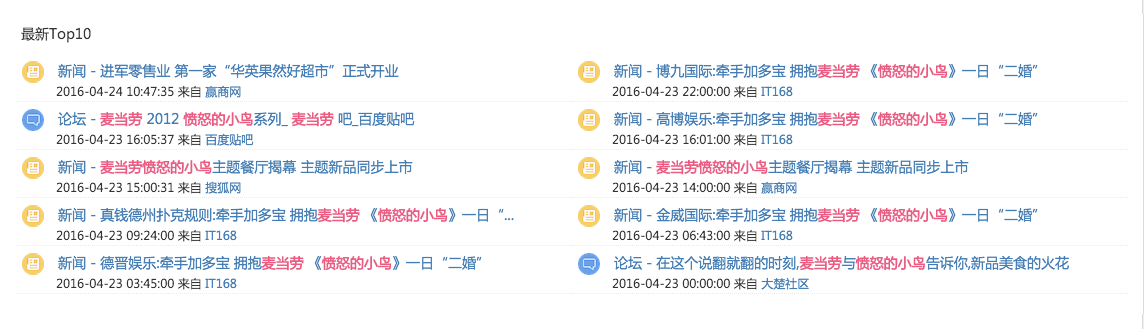 最新Top10
新闻 - 进军零售业 第一家“华英果然好超市”正式开业
2016-04-24 10:47:35 来自 赢商网
新闻 - 博九国际:牵手加多宝 拥抱麦当劳 《愤怒的小鸟》一日“二婚”
2016-04-23 22:00:00 来自 IT168
论坛 - 麦当劳 2012 愤怒的小鸟系列_ 麦当劳 吧_百度贴吧
2016-04-23 16:05:37 来自 百度贴吧
新闻 - 高博娱乐:牵手加多宝 拥抱麦当劳 《愤怒的小鸟》一日“二婚”
2016-04-23 16:01:00 来自 IT168
新闻 - 麦当劳愤怒的小鸟主题餐厅揭幕 主题新品同步上市
2016-04-23 15:00:31 来自 搜狐网
新闻 - 麦当劳愤怒的小鸟主题餐厅揭幕 主题新品同步上市
2016-04-23 14:00:00 来自 赢商网
新闻 - 真钱德州扑克规则:牵手加多宝 拥抱麦当劳 《愤怒的小鸟》一日“...
2016-04-23 09:24:00 来自 IT168
新闻 - 金威国际:牵手加多宝 拥抱麦当劳 《愤怒的小鸟》一日“二婚”
2016-04-23 06:43:00 来自 IT168
新闻 - 德晋娱乐:牵手加多宝 拥抱麦当劳 《愤怒的小鸟》一日“二婚”
2016-04-23 03:45:00 来自 IT168
论坛 - 在这个说翻就翻的时刻,麦当劳与愤怒的小鸟告诉你,新品美食的火花
2016-04-23 00:00:00 来自 大楚社区